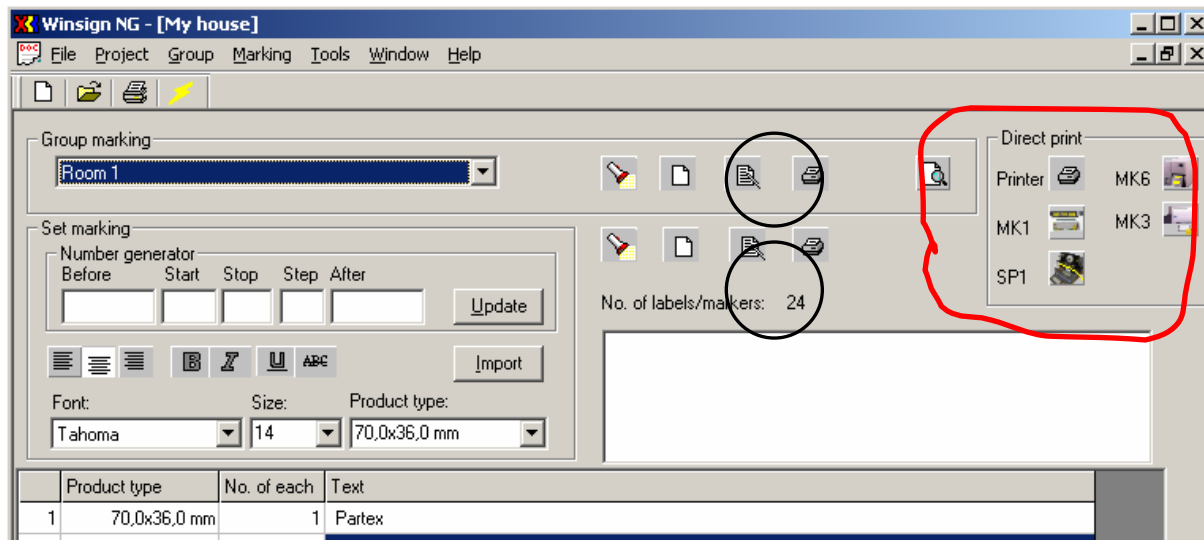 Winsign NG - [My house]
File Project Group Marking Tools Window Help
Group marking
Room 1
Direct print
Printer MK6
MK1 MK3
SP1
Set marking
Number generator
Before Start Stop Step After
Update
No. of labels/markers: 24
B I U ABC
Import
Font: Size: Product type:
Tahoma 14 70,0x36,0 mm
Product type No. of each Text
1 70,0x36,0 mm 1 Partex